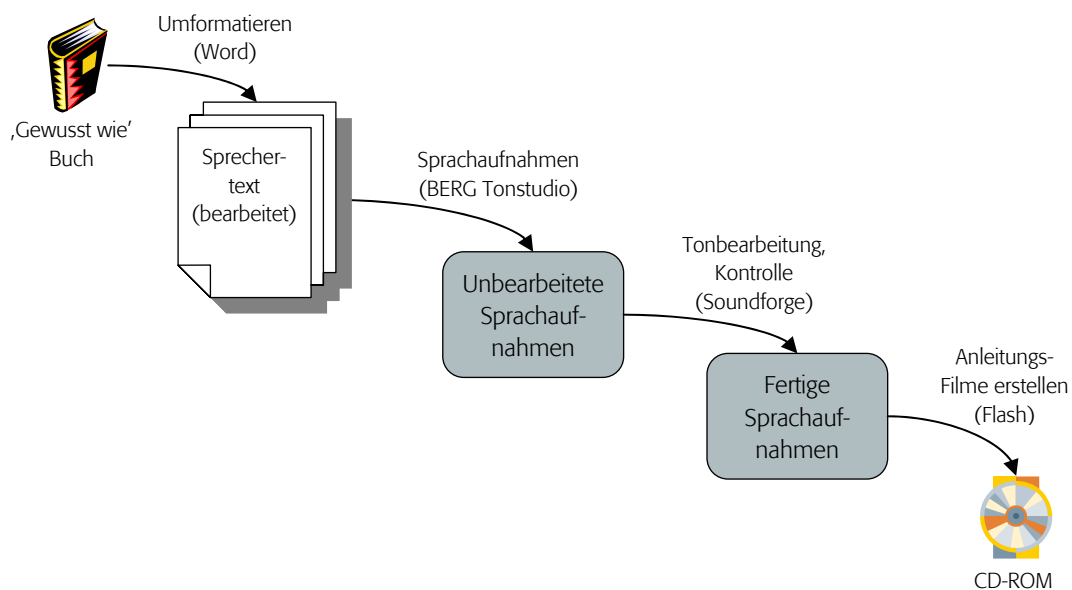 Umformatieren
(Word)
‚Gewusst wie’
Buch
Sprecher-
text
(bearbeitet)
Sprachaufnahmen
(BERG Tonstudio)
Unbearbeitete
Sprachauf-
nahmen
Tonbearbeitung,
Kontrolle
(Soundforge)
Fertige
Sprachauf-
nahmen
Anleitungs-
Filme erstellen
(Flash)
CD-ROM